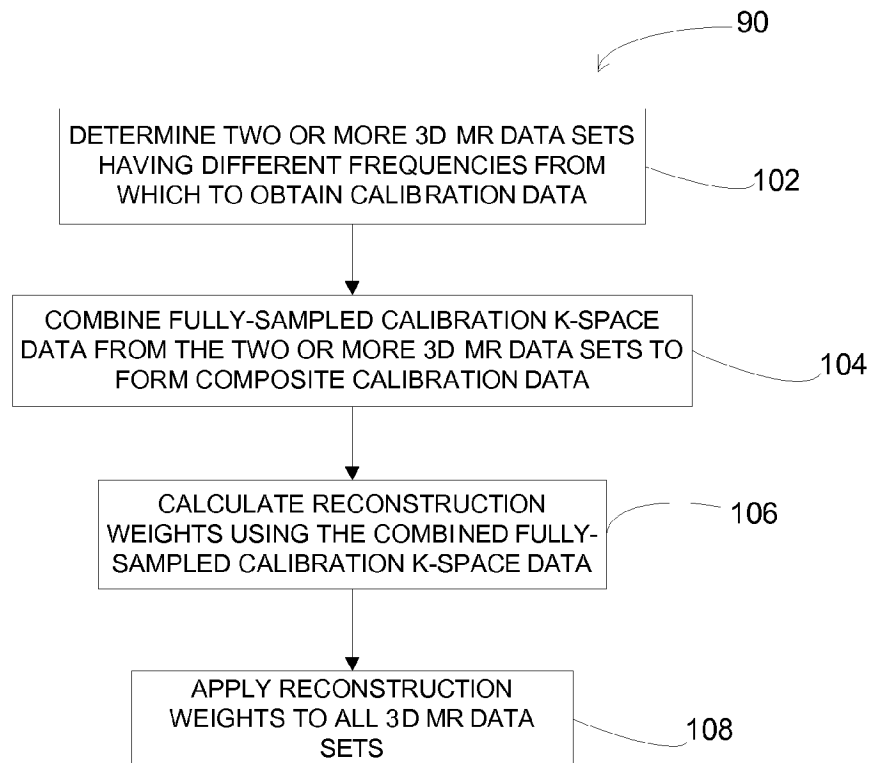 90
DETERMINE TWO OR MORE 3D MR DATA SETS
HAVING DIFFERENT FREQUENCIES FROM
WHICH TO OBTAIN CALIBRATION DATA
102
COMBINE FULLY-SAMPLED CALIBRATION K-SPACE
DATA FROM THE TWO OR MORE 3D MR DATA SETS TO
FORM COMPOSITE CALIBRATION DATA
104
CALCULATE RECONSTRUCTION
WEIGHTS USING THE COMBINED FULLY-
SAMPLED CALIBRATION K-SPACE DATA
106
APPLY RECONSTRUCTION
WEIGHTS TO ALL 3D MR DATA
SETS
108